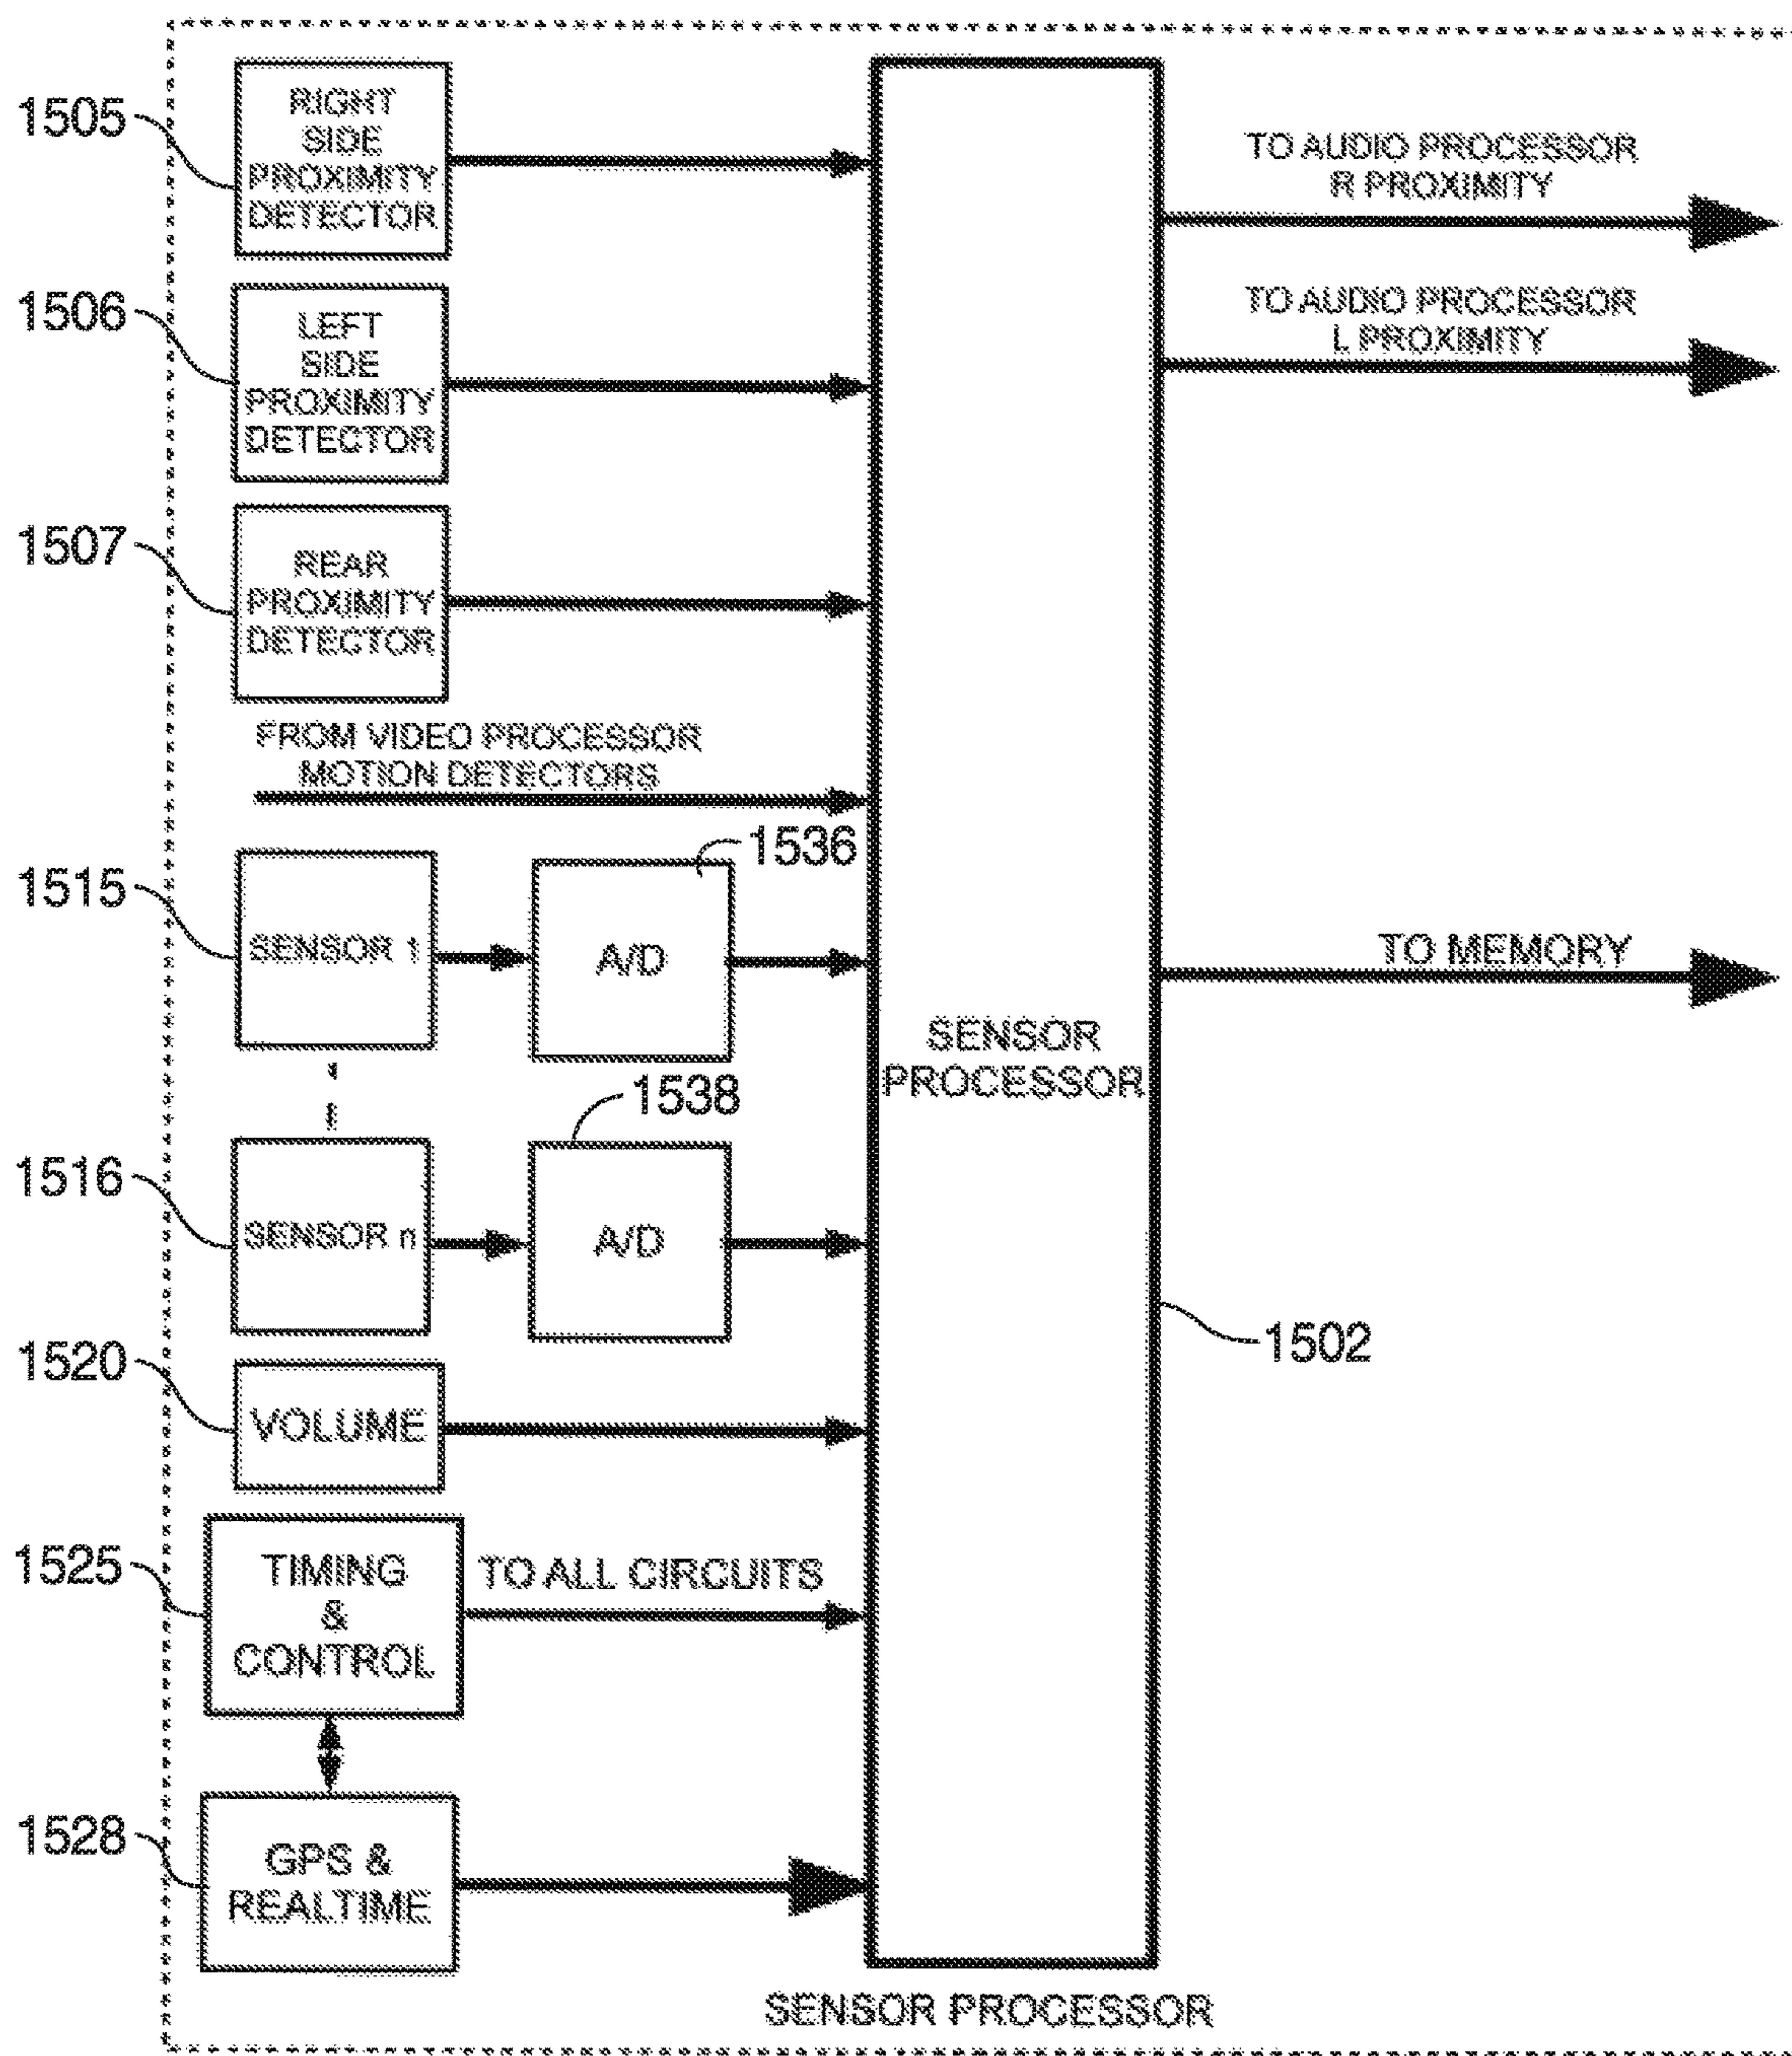 1505
RIGHT
SIDE
PROXIMITY
DETECTOR
TO AUDIO PROCESSOR
R PROXIMITY
1506
LEFT
SIDE
PROXIMITY
DETECTOR
TO AUDIO PROCESSOR
L PROXIMITY
1507
REAR
PROXIMITY
DETECTOR
FROM VIDEO PROCESSOR
MOTION DETECTORS
1515
SENSOR 1
1536
A/D
TO MEMORY
SENSOR
PROCESSOR
1516
SENSOR n
1538
A/D
1502
1520
VOLUME
1525
TIMING
&
CONTROL
TO ALL CIRCUITS
1528
GPS &
REALTIME
SENSOR PROCESSOR